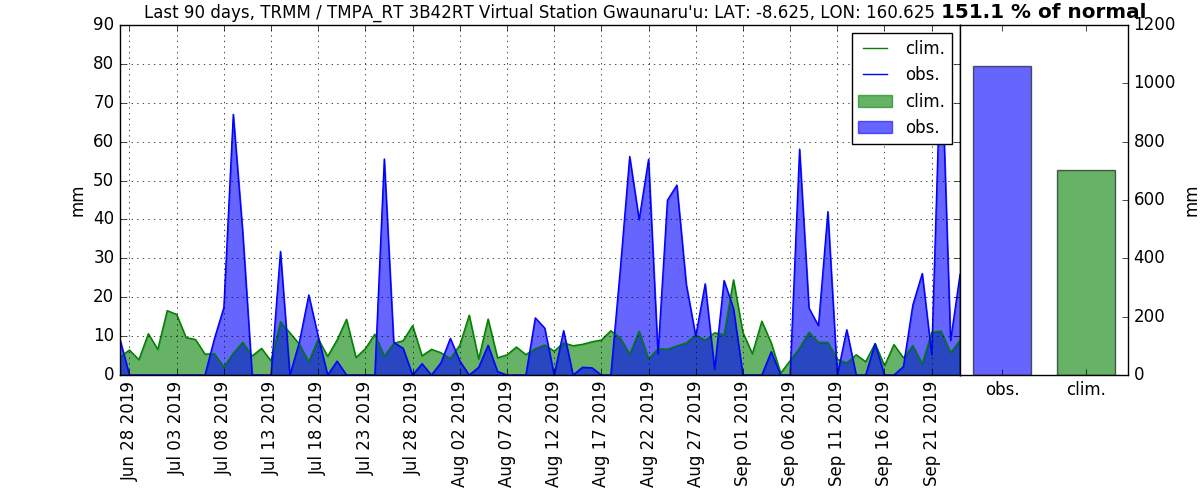 Last 90 days, TRMM / TMPA_RT 3B42RT Virtual Station Gwaunaru'u: LAT: -8.625, LON: 160.625 151.1 % of normal
90
80
70
60
50
40
30
20
10
0
mm
clim.
obs.
clim.
obs.
Jun 28 2019
Jul 03 2019
Jul 08 2019
Jul 13 2019
Jul 18 2019
Jul 23 2019
Jul 28 2019
Aug 02 2019
Aug 07 2019
Aug 12 2019
Aug 17 2019
Aug 22 2019
Aug 27 2019
Sep 01 2019
Sep 06 2019
Sep 11 2019
Sep 16 2019
Sep 21 2019
1200
1000
800
600
400
200
0
mm
obs.
clim.